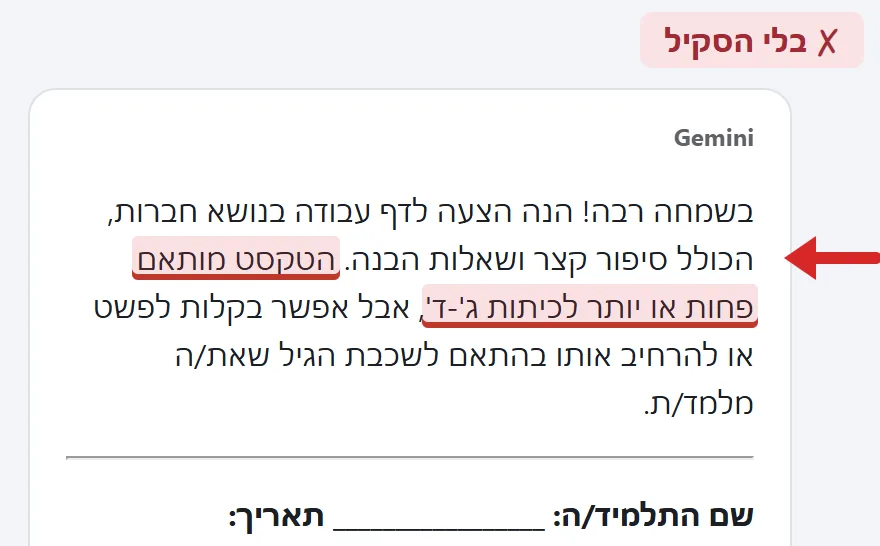 ✗ בלי הסקיל
Gemini
בשמחה רבה! הנה הצעה לדף עבודה בנושא חברות,
הכולל סיפור קצר ושאלות הבנה. הטקסט מותאם
פחות או יותר לכיתות ג'-ד', אבל אפשר בקלות לפשט
או להרחיב אותו בהתאם לשכבת הגיל שאת/ה
מלמד/ת.
שם התלמיד/ה: ________________ תאריך: